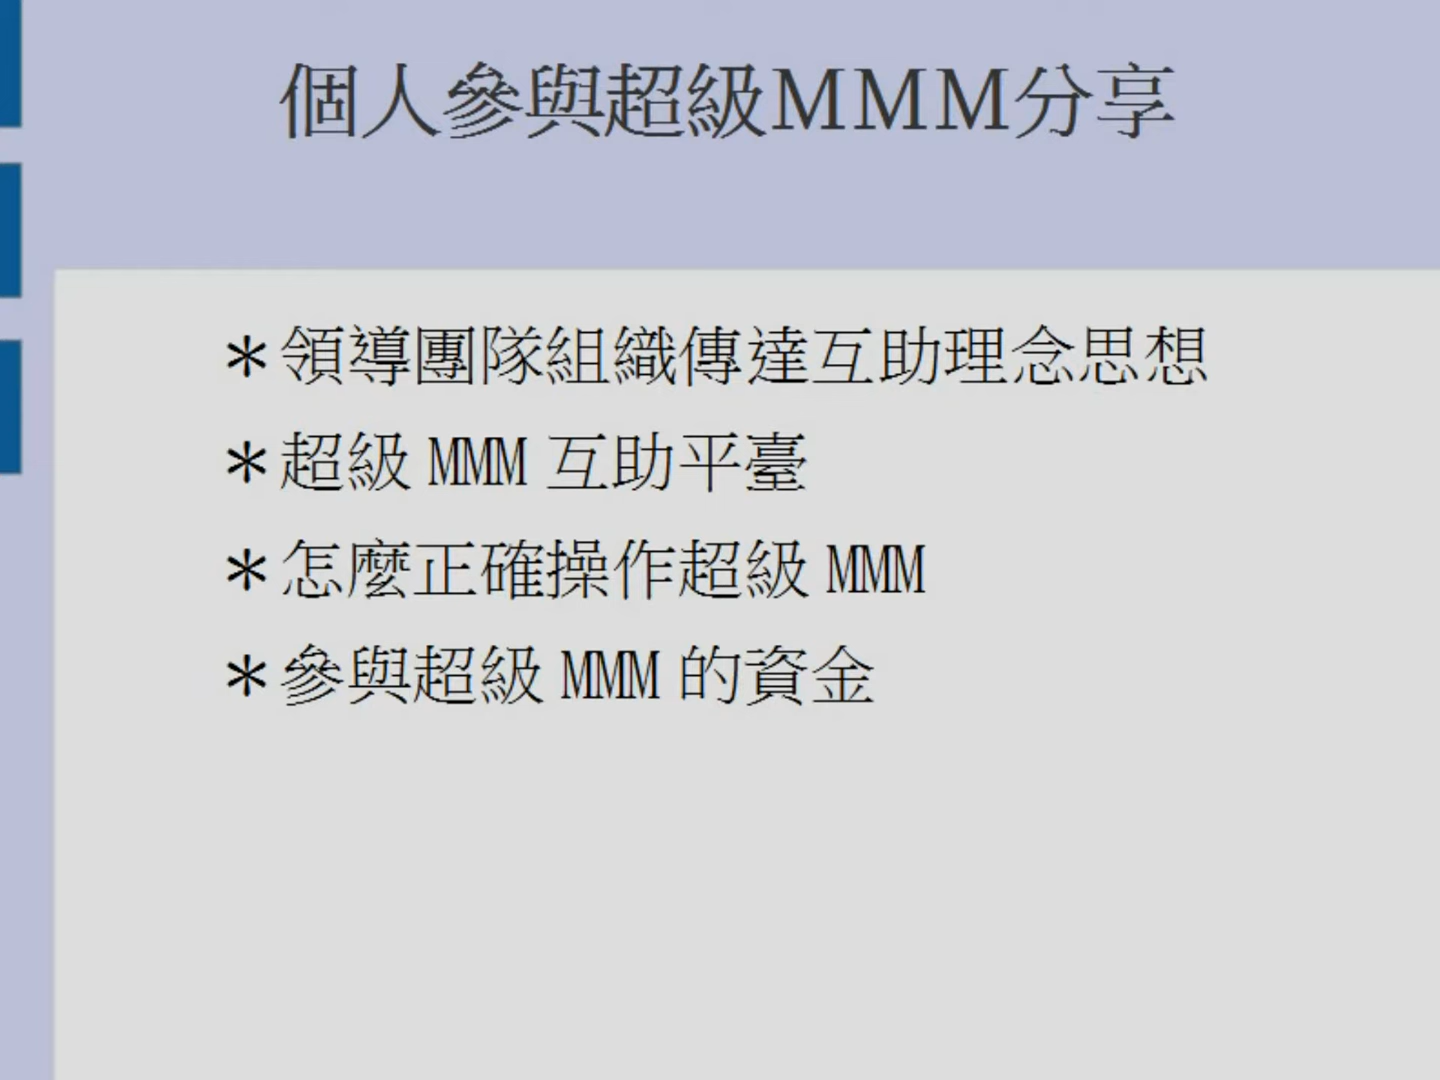 個人參與超級MMM分享
＊領導團隊組織傳達互助理念思想
＊超級 MMM 互助平臺
＊怎麼正確操作超級 MMM
＊參與超級 MMM 的資金